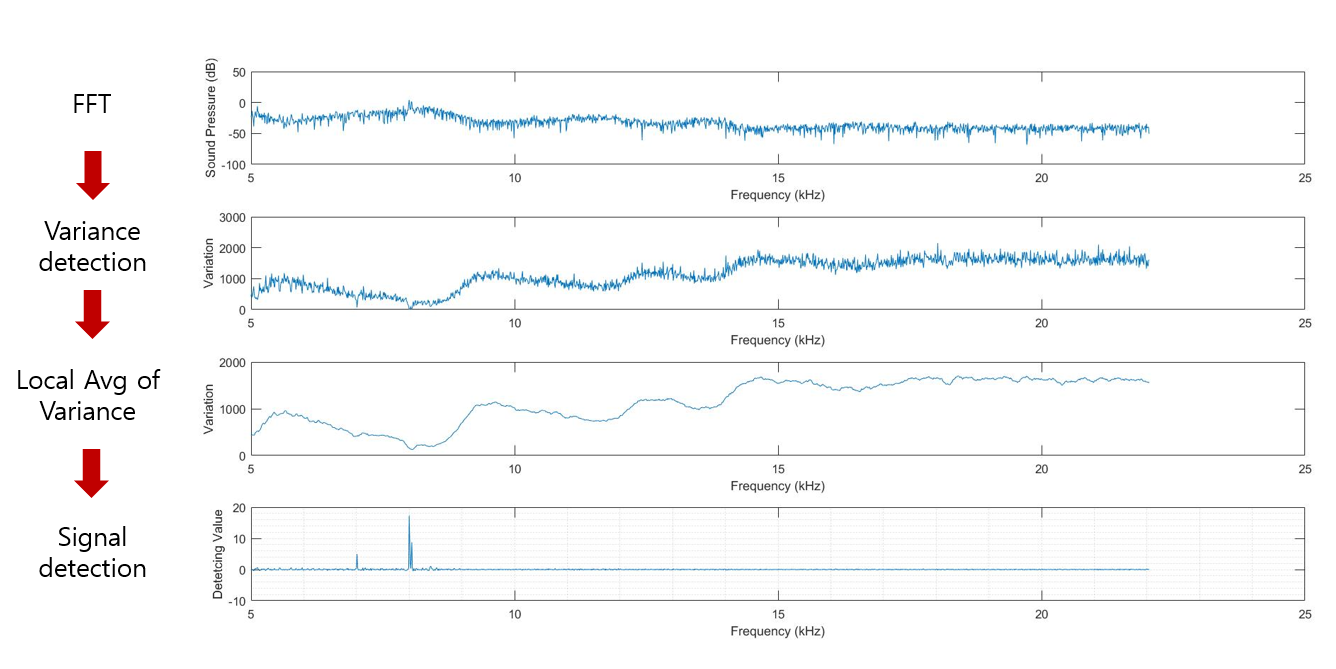 FFT
Variance
detection
Local Avg of
Variance
Signal
detection
Sound Pressure (dB)
50
0
-50
-100
5
10
15
20
25
Frequency (kHz)
Variation
3000
2000
1000
0
5
10
15
20
25
Frequency (kHz)
Variation
2000
1000
0
5
10
15
20
25
Frequency (kHz)
Detetcing Value
20
10
0
-10
5
10
15
20
25
Frequency (kHz)